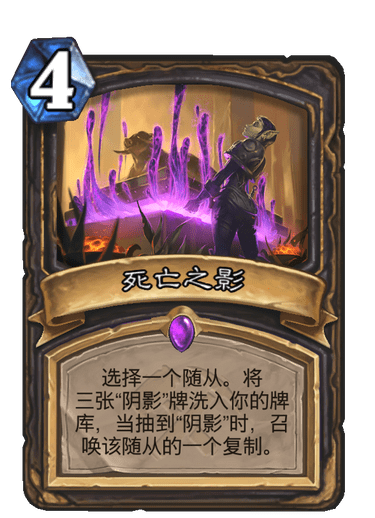 4
死亡之影
选择一个随从。将
三张“阴影”牌洗入你的牌
库，当抽到“阴影”时，召
唤该随从的一个复制。